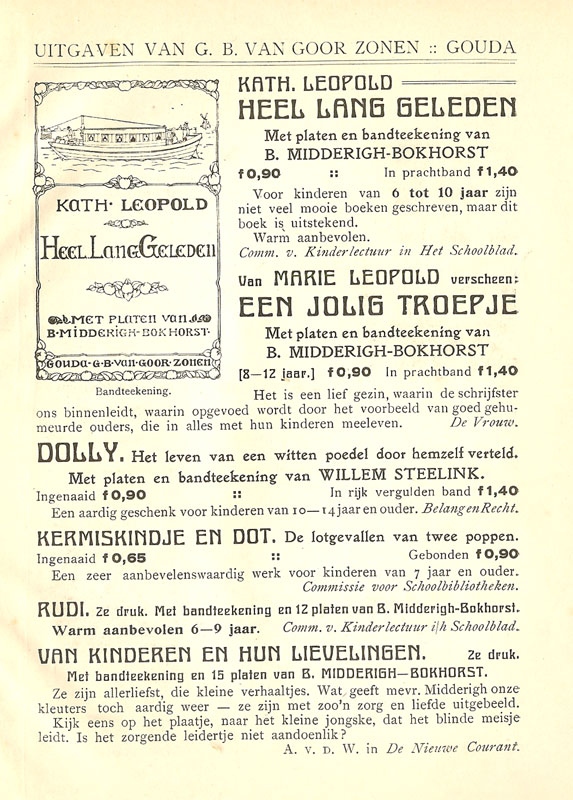 UITGAVEN VAN G. B. VAN GOOR ZONEN :: GOUDA
KATH· LEOPOLD
HEEL LANG GELEDEN
MET PLATEN VAN
B·MIDDERIGH·BOKHORST·
GOUDA·G·B·VAN·GOOR·ZONEN
Bandteekening.
KATH. LEOPOLD
HEEL LANG GELEDEN
Met platen en bandteekening van
B. MIDDERIGH-BOKHORST
f 0,90 :: In prachtband f 1,40
Voor kinderen van 6 tot 10 jaar zijn
niet veel mooie boeken geschreven, maar dit
boek is uitstekend.
Warm aanbevolen.
Comm. v. Kinderlectuur in Het Schoolblad.
Van MARIE LEOPOLD verscheen:
EEN JOLIG TROEPJE
Met platen en bandteekening van
B. MIDDERIGH-BOKHORST
[8—12 jaar.] f 0,90 In prachtband f 1,40
Het is een lief gezin, waarin de schrijfster
ons binnenleidt, waarin opgevoed wordt door het voorbeeld van goed gehu-
meurde ouders, die in alles met hun kinderen meeleven. De Vrouw.
DOLLY. Het leven van een witten poedel door hemzelf verteld.
Met platen en bandteekening van WILLEM STEELINK.
Ingenaaid f 0,90 :: In rijk vergulden band f 1,40
Een aardig geschenk voor kinderen van 10—14 jaar en ouder. Belang en Recht.
KERMISKINDJE EN DOT. De lotgevallen van twee poppen.
Ingenaaid f 0,65 :: Gebonden f 0,90
Een zeer aanbevelenswaardig werk voor kinderen van 7 jaar en ouder.
Commissie voor Schoolbibliotheken.
RUDI. 2e druk. Met bandteekening en 12 platen van B. Midderigh-Bokhorst.
Warm aanbevolen 6—9 jaar. Comm. v. Kinderlectuur i/h Schoolblad.
VAN KINDEREN EN HUN LIEVELINGEN. 2e druk.
Met bandteekening en 15 platen van B. MIDDERIGH—BOKHORST.
Ze zijn allerliefst, die kleine verhaaltjes. Wat geeft mevr. Midderigh onze
kleuters toch aardig weer — ze zijn met zoo'n zorg en liefde uitgebeeld.
Kijk eens op het plaatje, naar het kleine jongske, dat het blinde meisje
leidt. Is het zorgende leidertje niet aandoenlik?
A. v. D. W. in De Nieuwe Courant.